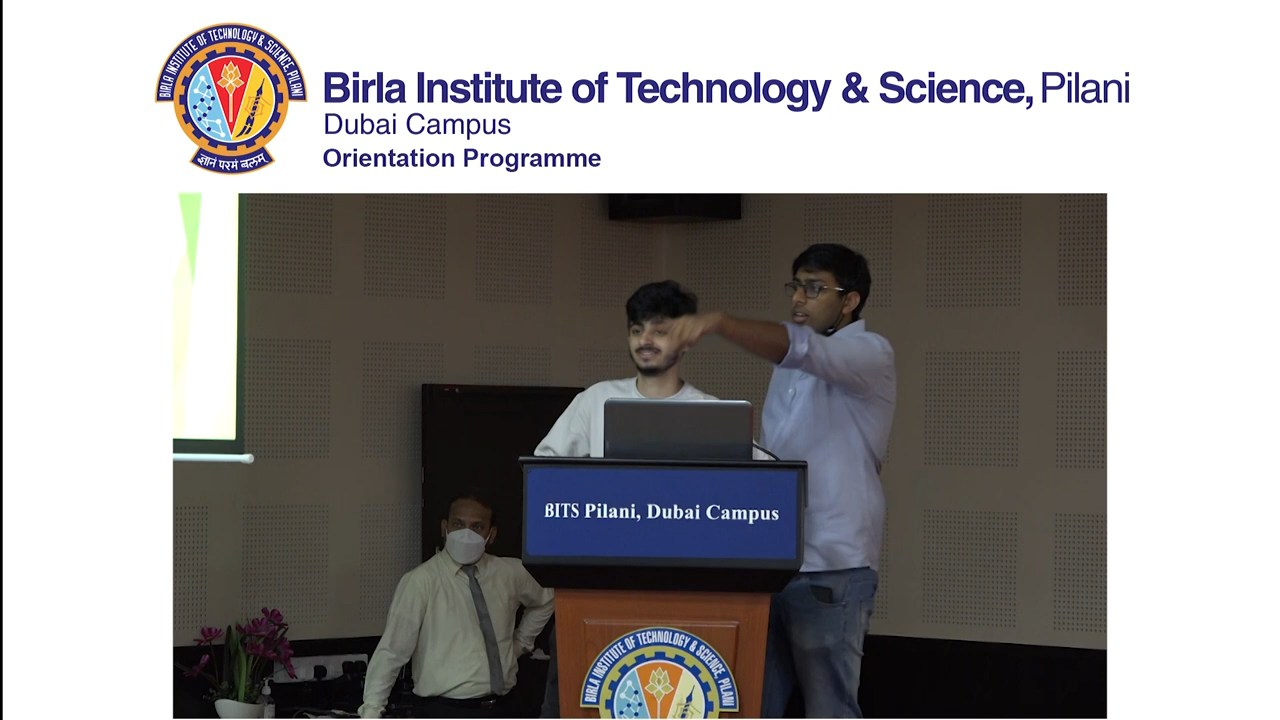 BIRLA INSTITUTE OF TECHNOLOGY & SCIENCE, PILANI
ज्ञानं परमं बलम्
Birla Institute of Technology & Science, Pilani
Dubai Campus
Orientation Programme
BITS Pilani, Dubai Campus
BIRLA INSTITUTE OF TECHNOLOGY & SCIENCE, PILANI